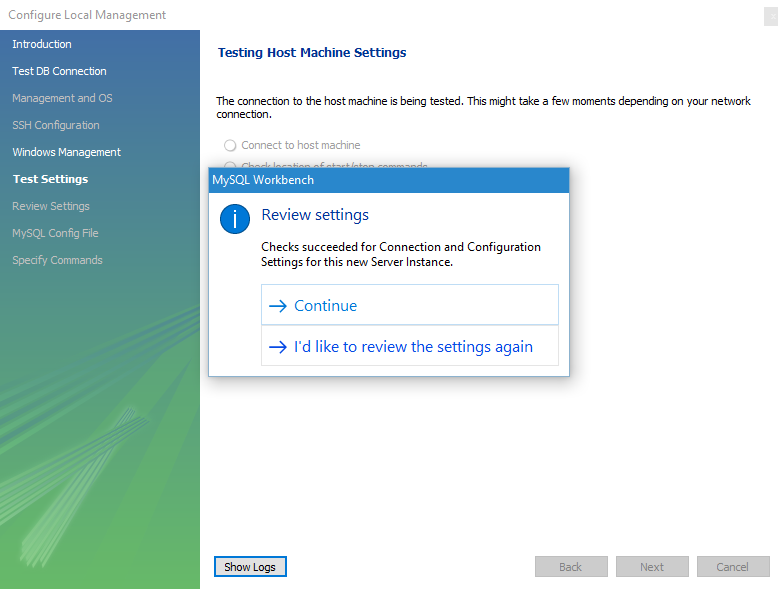 Configure Local Management
Introduction
Test DB Connection
Management and OS
SSH Configuration
Windows Management
Test Settings
Review Settings
MySQL Config File
Specify Commands
Testing Host Machine Settings
The connection to the host machine is being tested. This might take a few moments depending on your network
connection.
Connect to host machine
Check location of start/stop commands
MySQL Workbench
Review settings
Checks succeeded for Connection and Configuration
Settings for this new Server Instance.
Continue
I'd like to review the settings again
Show Logs
Back
Next
Cancel